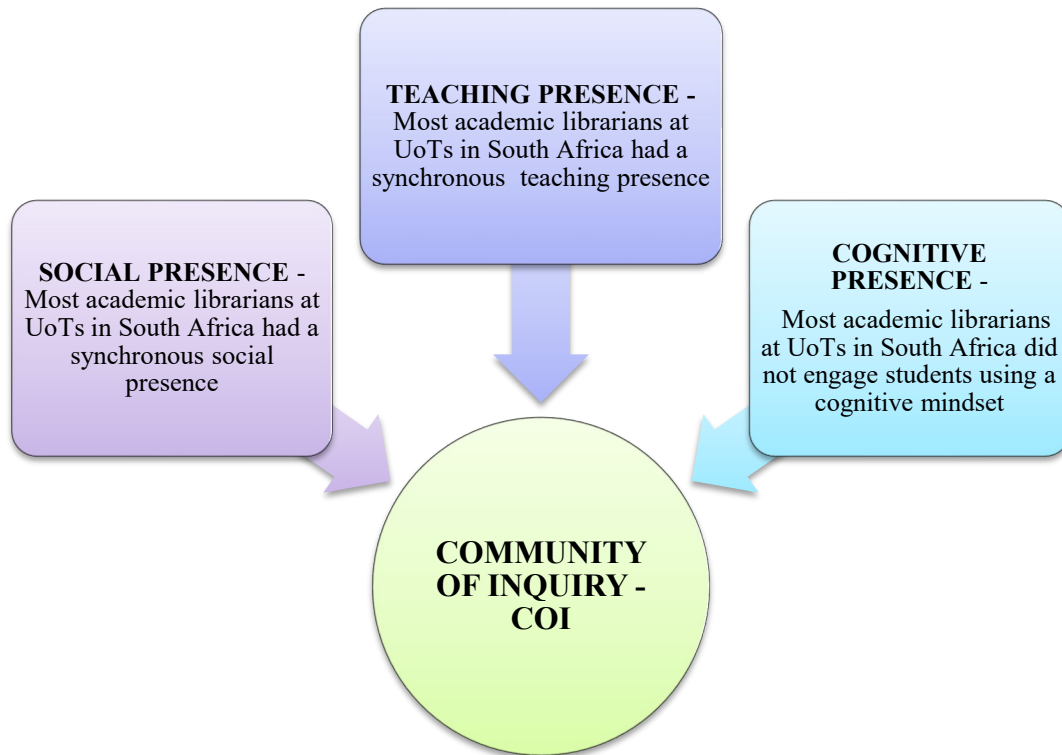 TEACHING PRESENCE -
Most academic librarians at
UoTs in South Africa had a
synchronous teaching presence
SOCIAL PRESENCE -
Most academic librarians at
UoTs in South Africa had a
synchronous social
presence
COGNITIVE
PRESENCE -
Most academic librarians
at UoTs in South Africa did
not engage students using a
cognitive mindset
COMMUNITY
OF INQUIRY -
COI